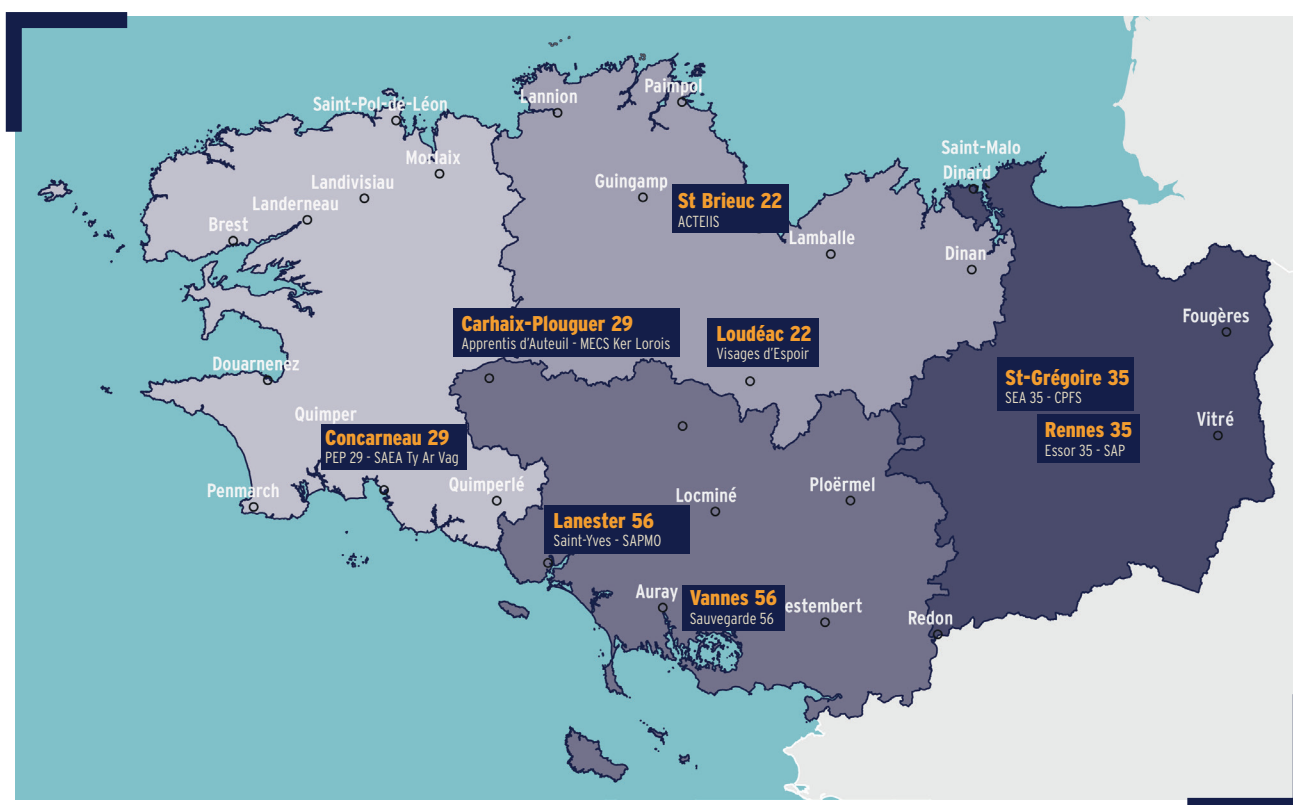 Saint-Pol-de-Léon
Lannion
Paimpol
Morlaix
Saint-Malo
Dinard
Landivisiau
Guingamp
St Brieuc 22
ACTEIIS
Landerneau
Brest
Lamballe
Dinan
Carhaix-Plouguer 29
Apprentis d'Auteuil - MECS Ker Lorois
Loudéac 22
Visages d'Espoir
Fougères
Douarnenez
St-Grégoire 35
SEA 35 - CPFS
Quimper
Concarneau 29
PEP 29 - SAEA Ty Ar Vag
Rennes 35
Essor 35 - SAP
Vitré
Penmarch
Quimperlé
Locminé
Ploërmel
Lanester 56
Saint-Yves - SAPMO
Auray
Vannes 56
Sauvegarde 56
estembert
Redon